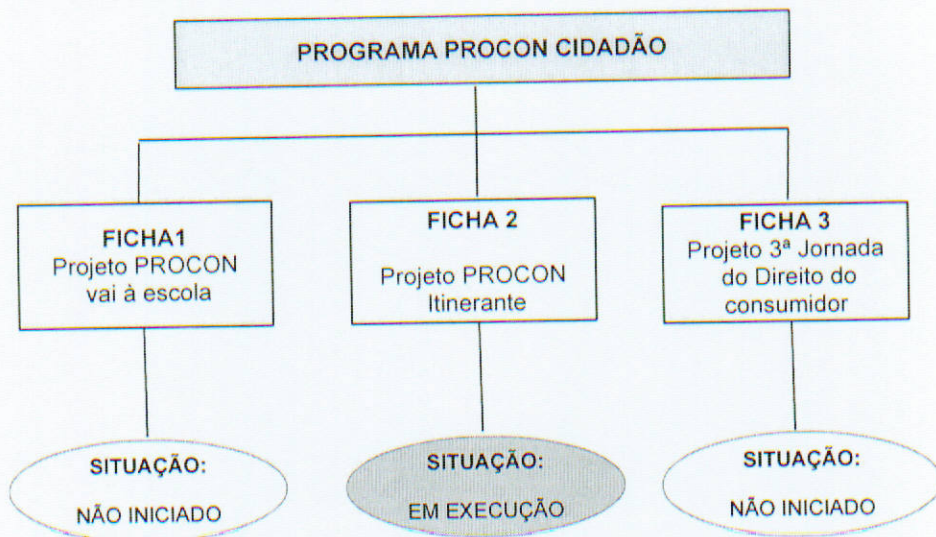 PROGRAMA PROCON CIDADÃO
FICHA1
Projeto PROCON
vai à escola
FICHA 2
Projeto PROCON
Itinerante
FICHA 3
Projeto 3ª Jornada
do Direito do
consumidor
SITUAÇÃO:
NÃO INICIADO
SITUAÇÃO:
EM EXECUÇÃO
SITUAÇÃO:
NÃO INICIADO